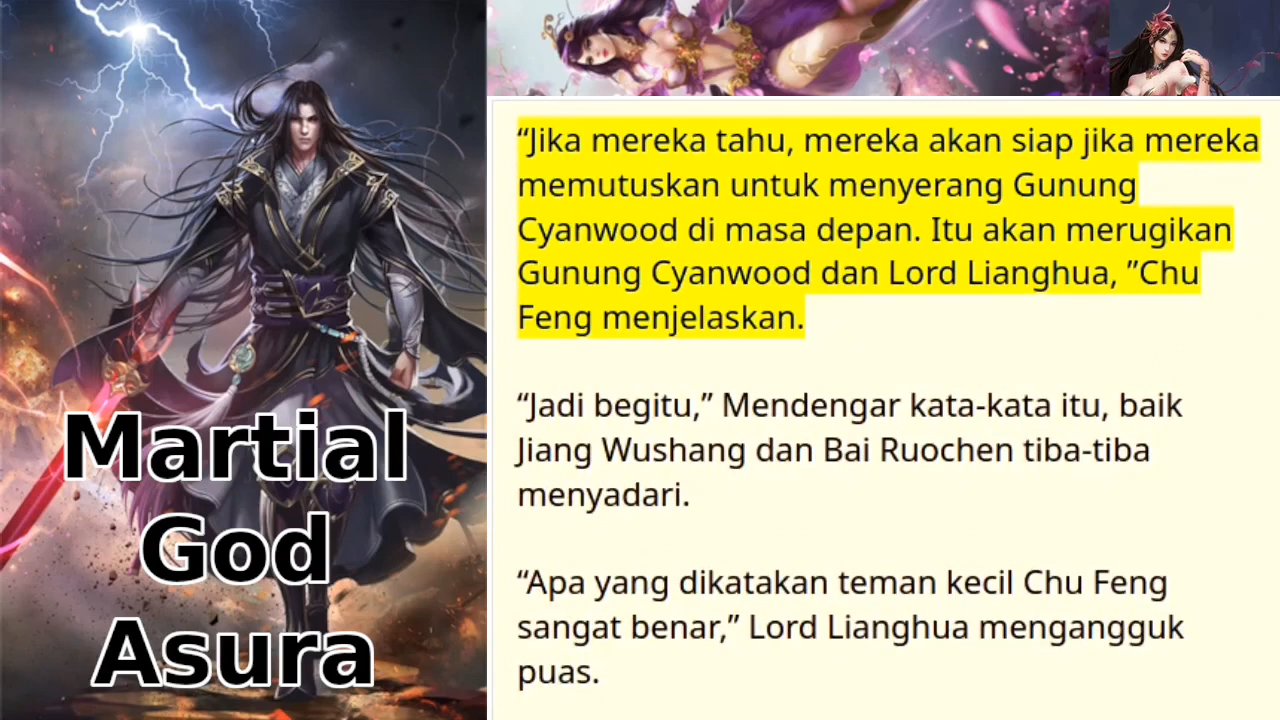 Martial
God
Asura
“Jika mereka tahu, mereka akan siap jika mereka
memutuskan untuk menyerang Gunung
Cyanwood di masa depan. Itu akan merugikan
Gunung Cyanwood dan Lord Lianghua, ”Chu
Feng menjelaskan.
“Jadi begitu,” Mendengar kata-kata itu, baik
Jiang Wushang dan Bai Ruochen tiba-tiba
menyadari.
“Apa yang dikatakan teman kecil Chu Feng
sangat benar,” Lord Lianghua mengangguk
puas.